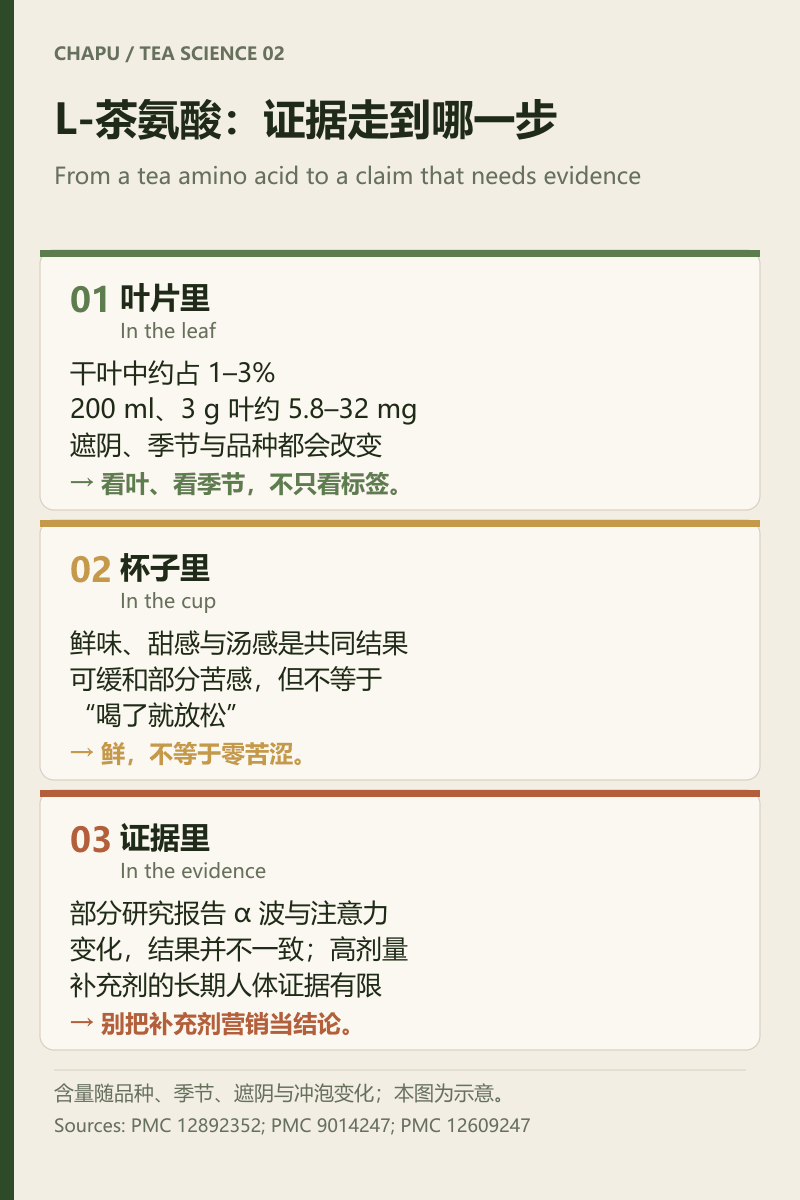 CHAPU / TEA SCIENCE 02
L-茶氨酸：证据走到哪一步
From a tea amino acid to a claim that needs evidence
01 叶片里
In the leaf
干叶中约占 1–3%
200 ml、3 g 叶约 5.8–32 mg
遮阴、季节与品种都会改变
→ 看叶、看季节，不只看标签。
02 杯子里
In the cup
鲜味、甜感与汤感是共同结果
可缓和部分苦感，但不等于
“喝了就放松”
→ 鲜，不等于零苦涩。
03 证据里
In the evidence
部分研究报告 α 波与注意力
变化，结果并不一致；高剂量
补充剂的长期人体证据有限
→ 别把补充剂营销当结论。
含量随品种、季节、遮阴与冲泡变化；本图为示意。
Sources: PMC 12892352; PMC 9014247; PMC 12609247